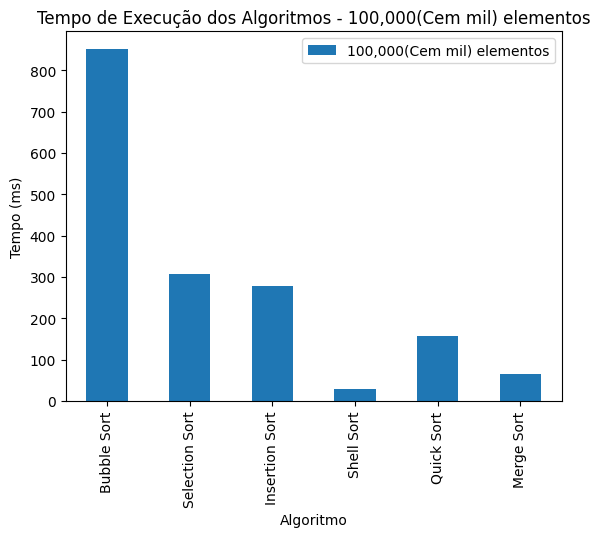 Tempo de Execução dos Algoritmos - 100,000(Cem mil) elementos
100,000(Cem mil) elementos
Tempo (ms)
800
700
600
500
400
300
200
100
0
Bubble Sort
Selection Sort
Insertion Sort
Shell Sort
Quick Sort
Merge Sort
Algoritmo